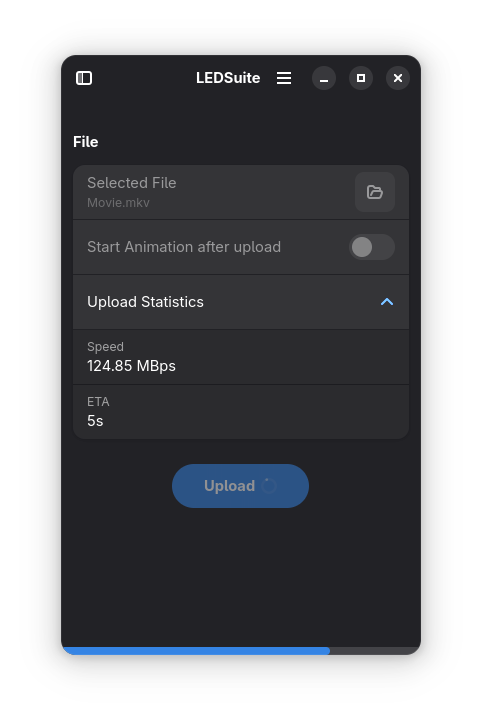 LEDSuite
File
Selected File
Movie.mkv
Start Animation after upload
Upload Statistics
Speed
124.85 MBps
ETA
5s
Upload